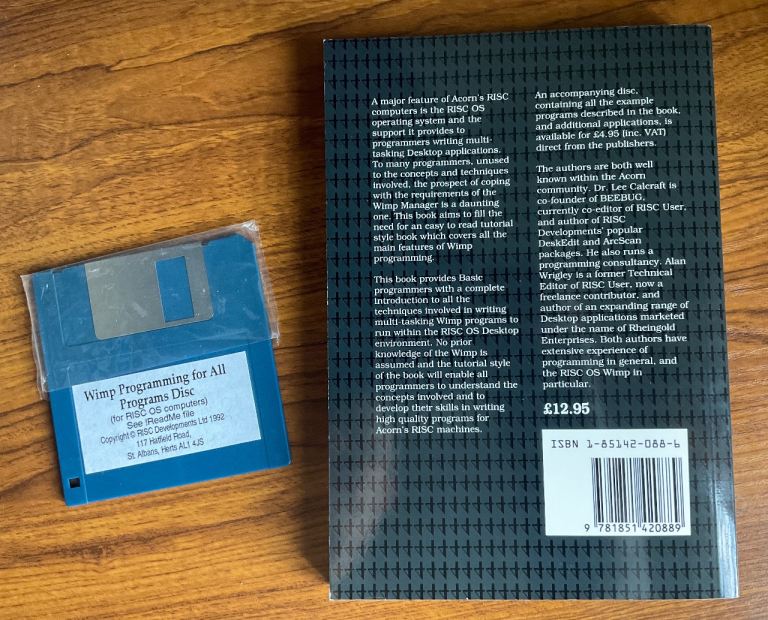 Wimp Programming for All
Programs Disc
(for RISC OS computers)
See !ReadMe file
Copyright © RISC Developments Ltd 1992
117 Hatfield Road,
St. Albans, Herts AL1 4JS
A major feature of Acorn's RISC
computers is the RISC OS
operating system and the
support it provides to
programmers writing multi-
tasking Desktop applications.
To many programmers, unused
to the concepts and techniques
involved, the prospect of coping
with the requirements of the
Wimp Manager is a daunting
one. This book aims to fill the
need for an easy to read tutorial
style book which covers all the
main features of Wimp
programming.
This book provides Basic
programmers with a complete
introduction to all the
techniques involved in writing
multi-tasking Wimp programs to
run within the RISC OS Desktop
environment. No prior
knowledge of the Wimp is
assumed and the tutorial style
of the book will enable all
programmers to understand the
concepts involved and to
develop their skills in writing
high quality programs for
Acorn's RISC machines.
An accompanying disc,
containing all the example
programs described in the book,
and additional applications, is
available for £4.95 (inc. VAT)
direct from the publishers.
The authors are both well
known within the Acorn
community. Dr. Lee Calcraft is
co-founder of BEEBUG,
currently co-editor of RISC User,
and author of RISC
Developments' popular
DeskEdit and ArcScan
packages. He also runs a
programming consultancy. Alan
Wrigley is a former Technical
Editor of RISC User, now a
freelance contributor, and
author of an expanding range of
Desktop applications marketed
under the name of Rheingold
Enterprises. Both authors have
extensive experience of
programming in general, and
the RISC OS Wimp in
particular.
£12.95
ISBN 1-85142-088-6
9 781851 420889